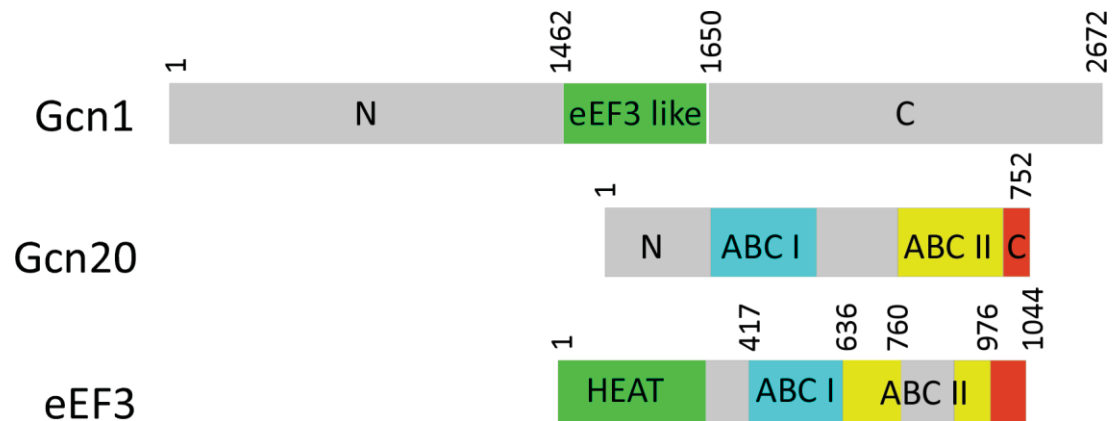 1 1462 1650 2672
Gcn1 N eEF3 like C
1 752
Gcn20 N ABC I ABC II C
1 417 636 760 976 1044
eEF3 HEAT ABC I ABC II